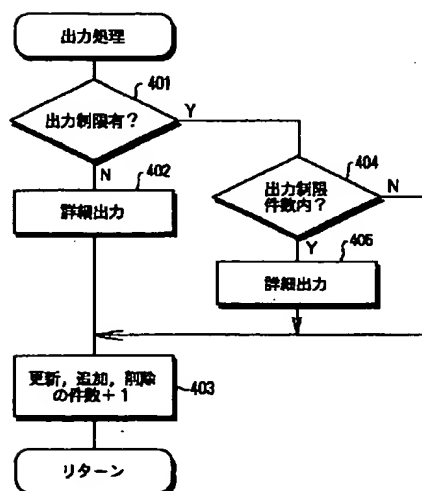 出力処理
401
出力制限有？
Y
N
402
詳細出力
404
出力制限
件数内？
N
Y
405
詳細出力
更新，追加，削除
の件数＋１
403
リターン